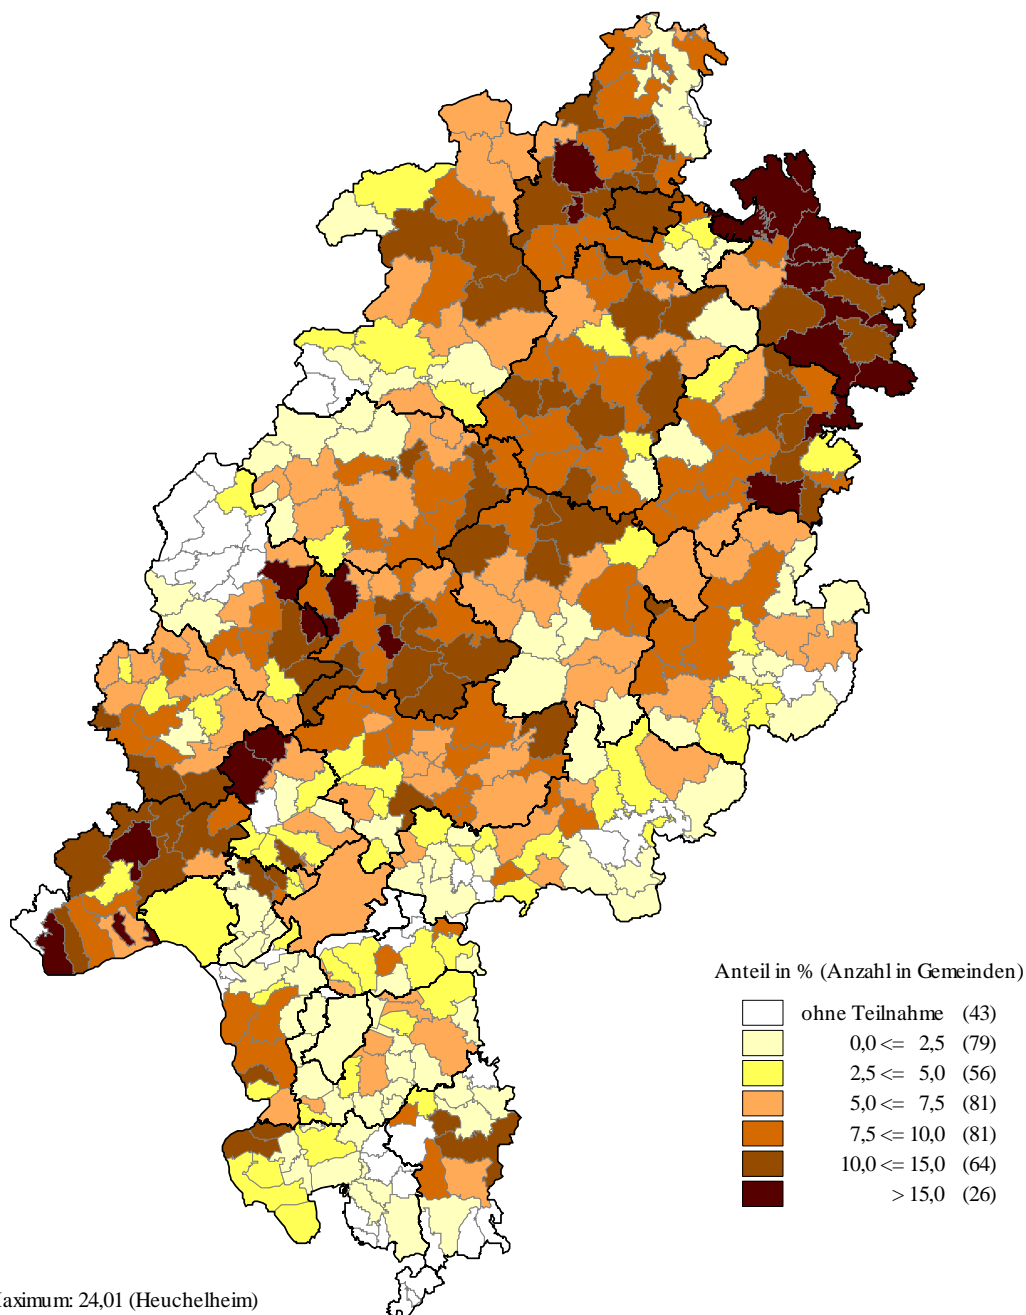 Anteil in % (Anzahl in Gemeinden)
ohne Teilnahme (43)
0,0 <= 2,5 (79)
2,5 <= 5,0 (56)
5,0 <= 7,5 (81)
7,5 <= 10,0 (81)
10,0 <= 15,0 (64)
> 15,0 (26)
aximum: 24,01 (Heuchelheim)